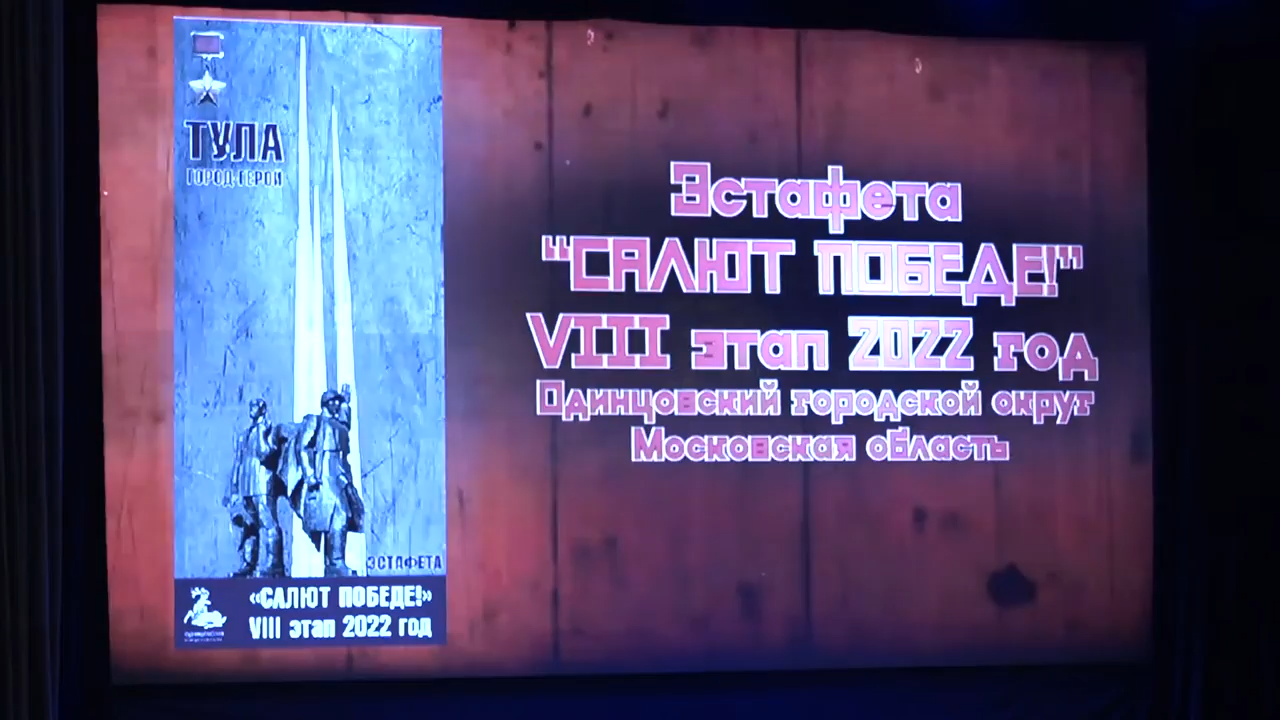 ТУЛА
ГОРОД-ГЕРОЙ
ЭСТАФЕТА
«САЛЮТ ПОБЕДЕ!»
VIII этап 2022 год
Эстафета
"САЛЮТ ПОБЕДЕ!"
VIII этап 2022 год
Одинцовский городской округ
Московская область